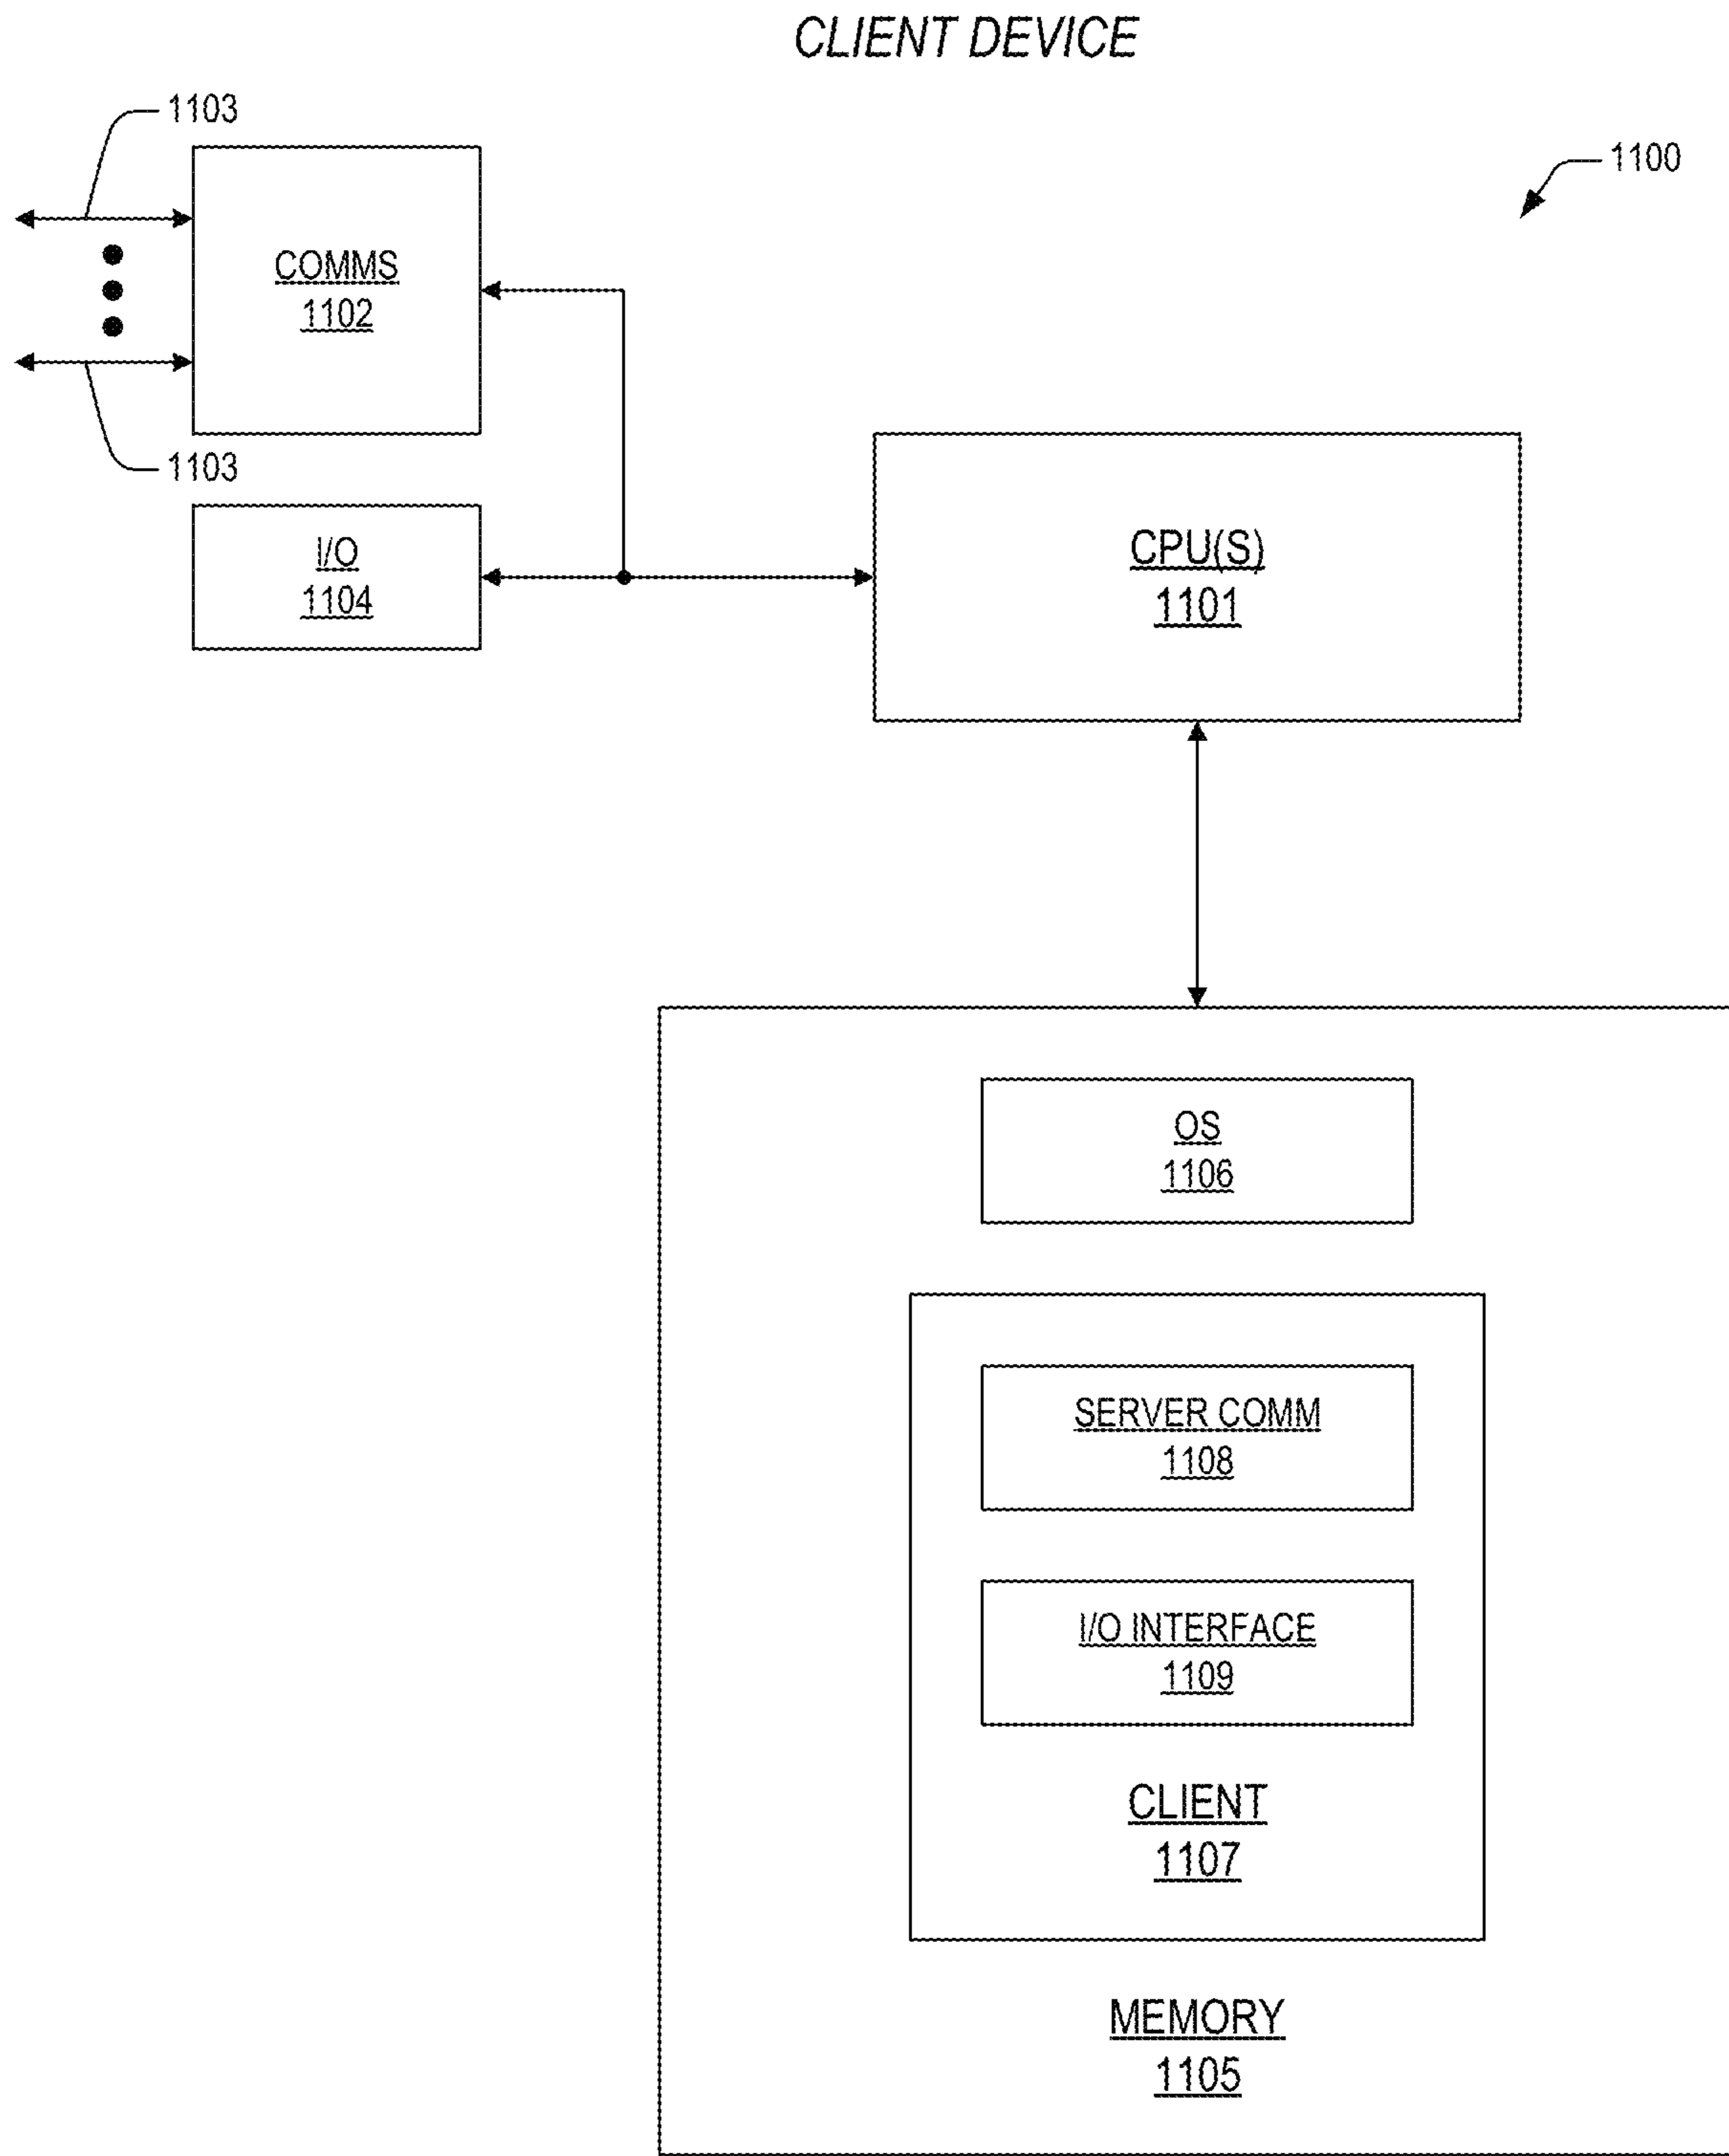 CLIENT DEVICE
1103
1100
COMMS
1102
1103
I/O
1104
CPU(S)
1101
OS
1106
SERVER COMM
1108
I/O INTERFACE
1109
CLIENT
1107
MEMORY
1105